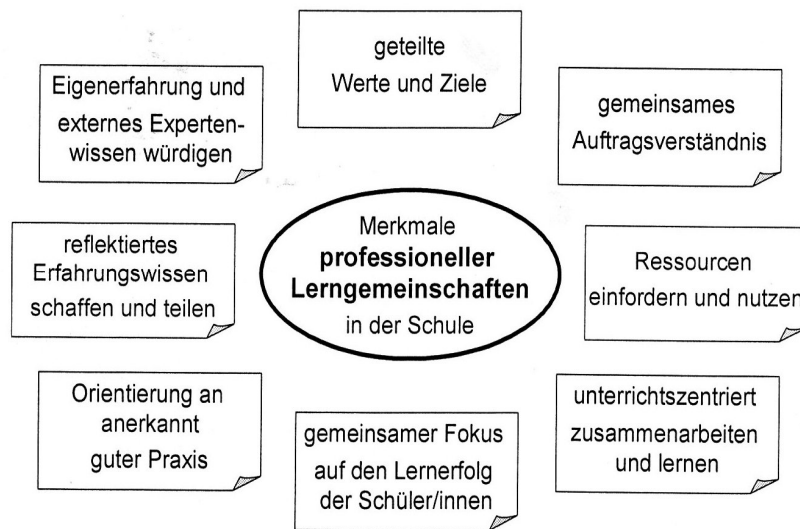 geteilte
Werte und Ziele
Eigenerfahrung und
externes Experten-
wissen würdigen
gemeinsames
Auftragsverständnis
reflektiertes
Erfahrungswissen
schaffen und teilen
Merkmale
professioneller
Lerngemeinschaften
in der Schule
Ressourcen
einfordern und nutzen
Orientierung an
anerkannt
guter Praxis
gemeinsamer Fokus
auf den Lernerfolg
der Schüler/innen
unterrichtszentriert
zusammenarbeiten
und lernen